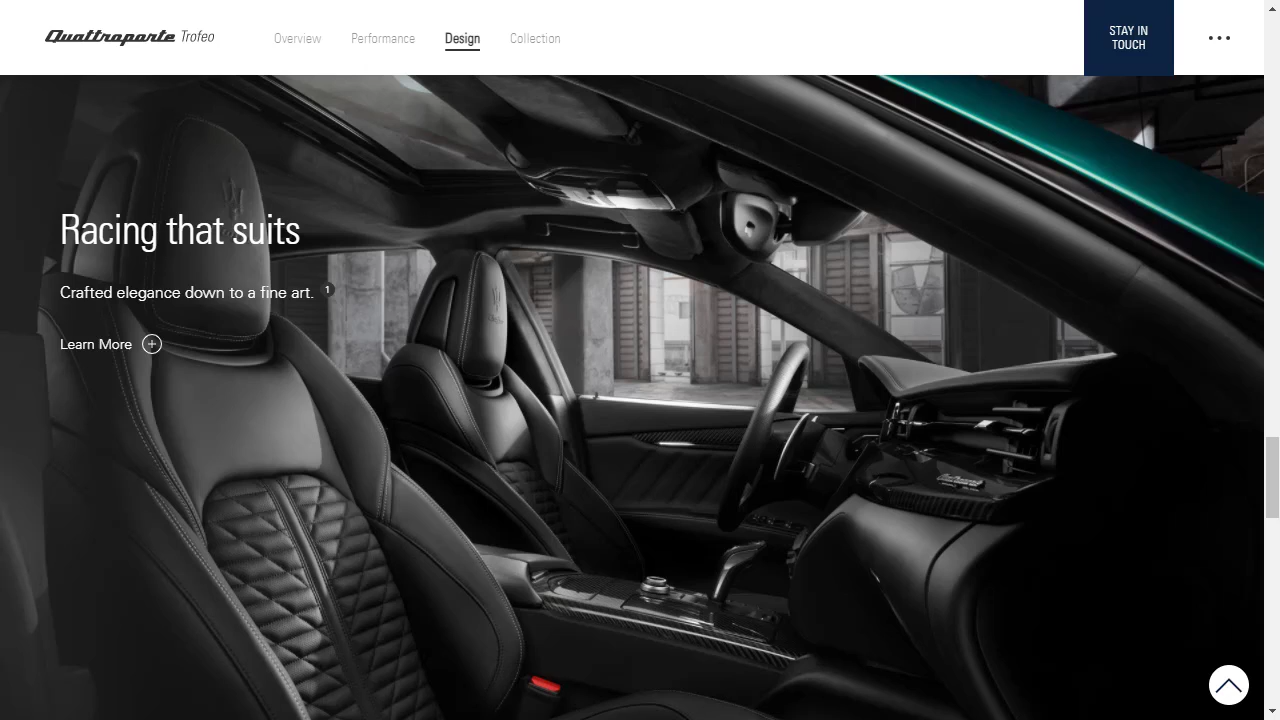 Quattroporte Trofeo
Overview
Performance
Design
Collection
STAY IN
TOUCH
Racing that suits
Crafted elegance down to a fine art. 1
Learn More